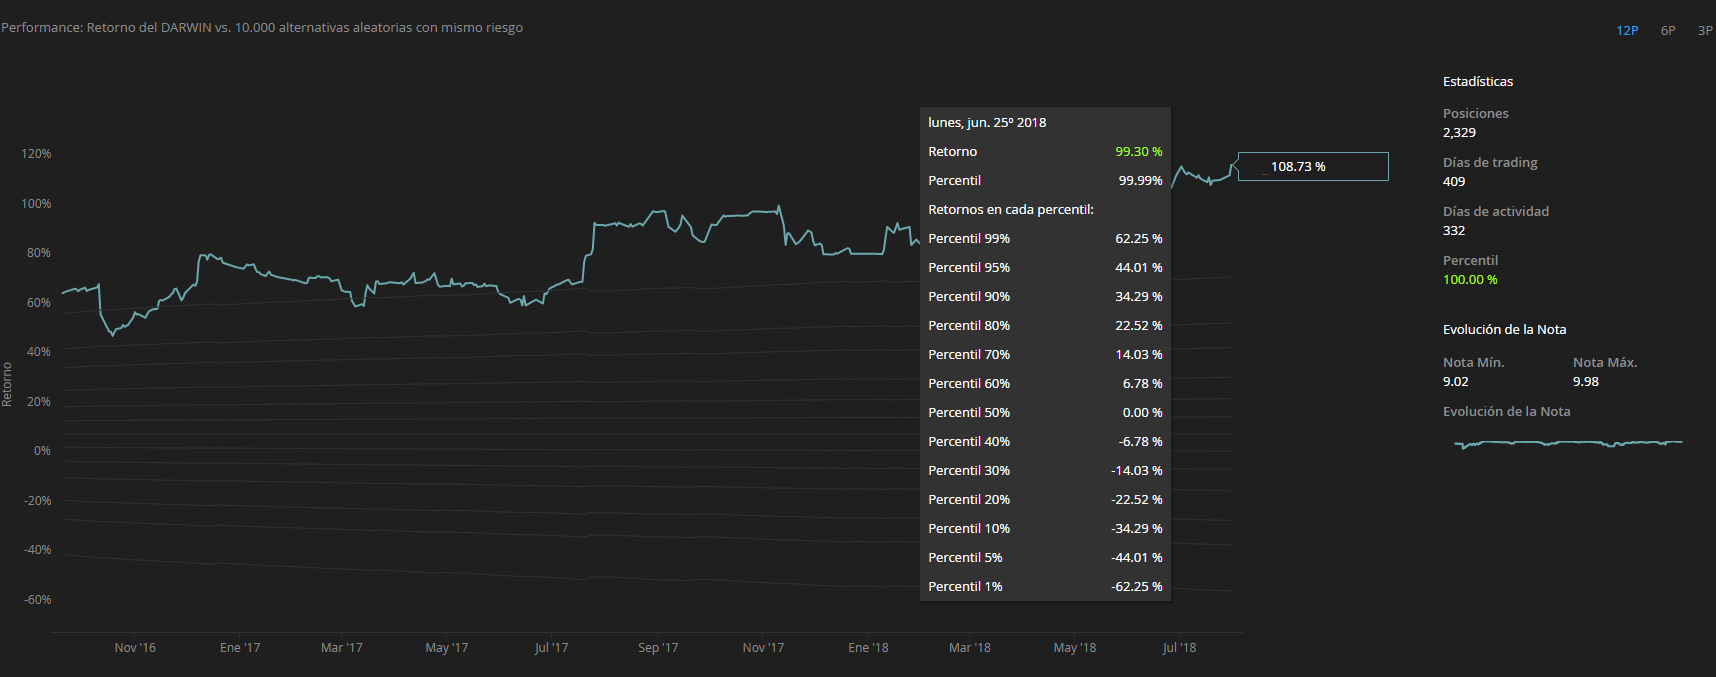 Performance: Retorno del DARWIN vs. 10.000 alternativas aleatorias con mismo riesgo
12P 6P 3P
120%
100%
80%
60%
40%
20%
0%
-20%
-40%
-60%
Retorno
Nov '16 Ene '17 Mar '17 May '17 Jul '17 Sep '17 Nov '17 Ene '18 Mar '18 May '18 Jul '18
lunes, jun. 25º 2018
Retorno 99.30 %
Percentil 99.99%
Retornos en cada percentil:
Percentil 99% 62.25 %
Percentil 95% 44.01 %
Percentil 90% 34.29 %
Percentil 80% 22.52 %
Percentil 70% 14.03 %
Percentil 60% 6.78 %
Percentil 50% 0.00 %
Percentil 40% -6.78 %
Percentil 30% -14.03 %
Percentil 20% -22.52 %
Percentil 10% -34.29 %
Percentil 5% -44.01 %
Percentil 1% -62.25 %
_ 108.73 %
Estadísticas
Posiciones
2,329
Días de trading
409
Días de actividad
332
Percentil
100.00 %
Evolución de la Nota
Nota Mín. Nota Máx.
9.02 9.98
Evolución de la Nota